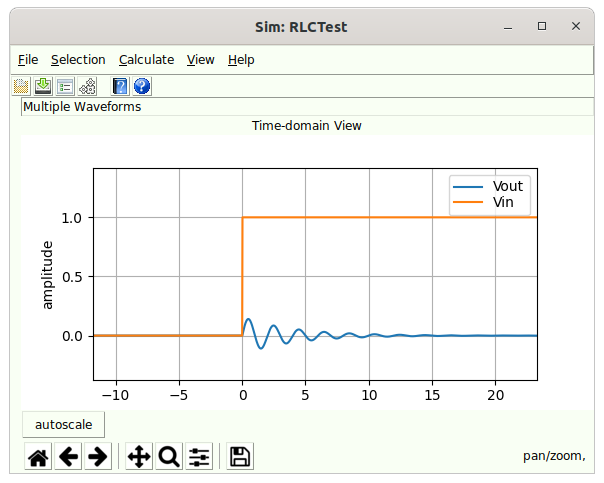 Sim: RLCTest
File Selection Calculate View Help
Multiple Waveforms
Time-domain View
Vout
Vin
1.0
0.5
0.0
amplitude
−10 −5 0 5 10 15 20
autoscale
pan/zoom,